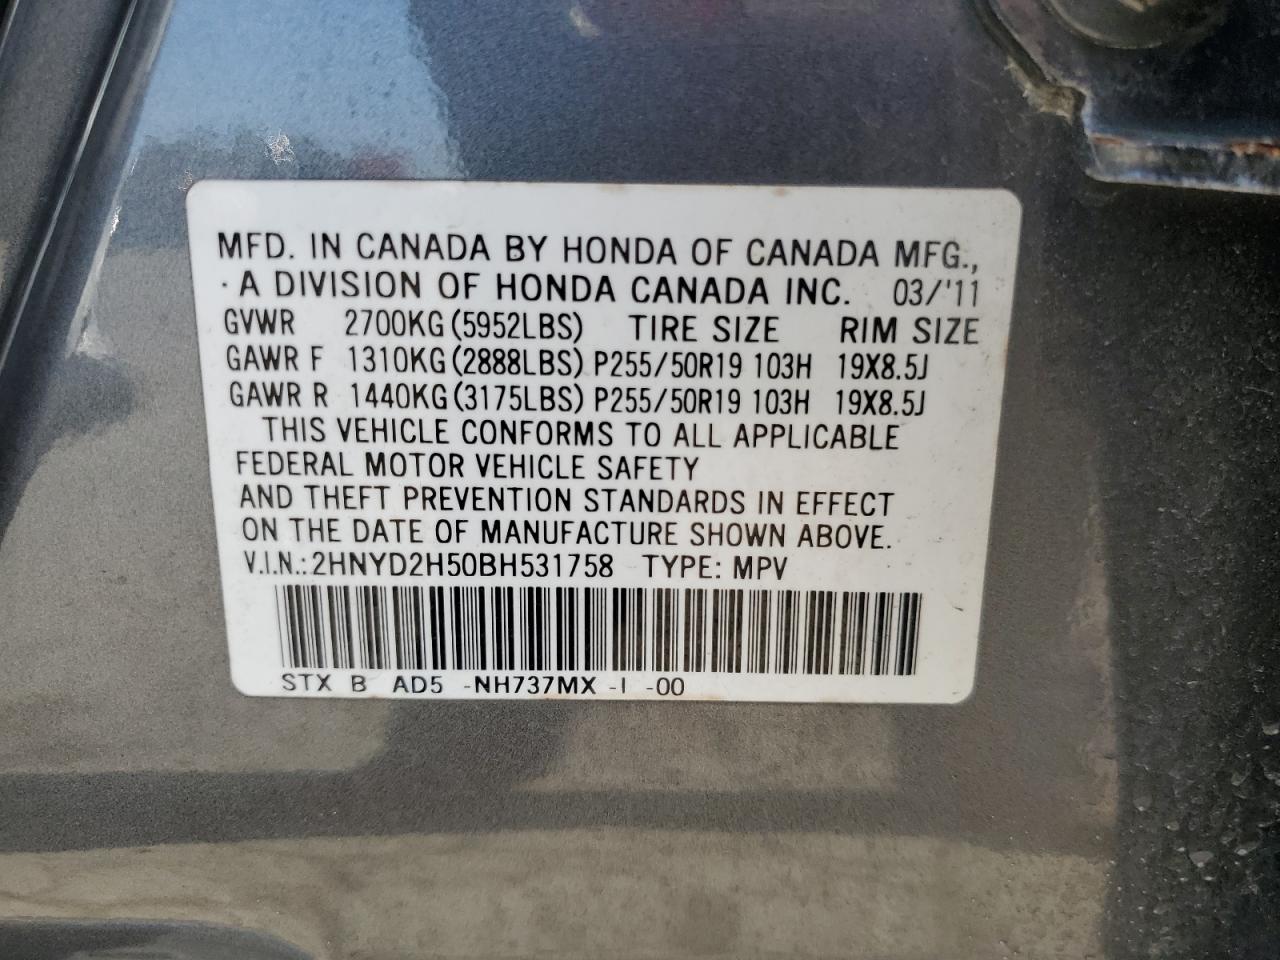 MFD. IN CANADA BY HONDA OF CANADA MFG.,
A DIVISION OF HONDA CANADA INC. 03/'11
GVWR 2700KG (5952LBS) TIRE SIZE RIM SIZE
GAWR F 1310KG (2888LBS) P255/50R19 103H 19X8.5J
GAWR R 1440KG (3175LBS) P255/50R19 103H 19X8.5J
THIS VEHICLE CONFORMS TO ALL APPLICABLE
FEDERAL MOTOR VEHICLE SAFETY
AND THEFT PREVENTION STANDARDS IN EFFECT
ON THE DATE OF MANUFACTURE SHOWN ABOVE.
V.I.N.: 2HNYD2H50BH531758 TYPE: MPV
STX B AD5 -NH737MX -I -00